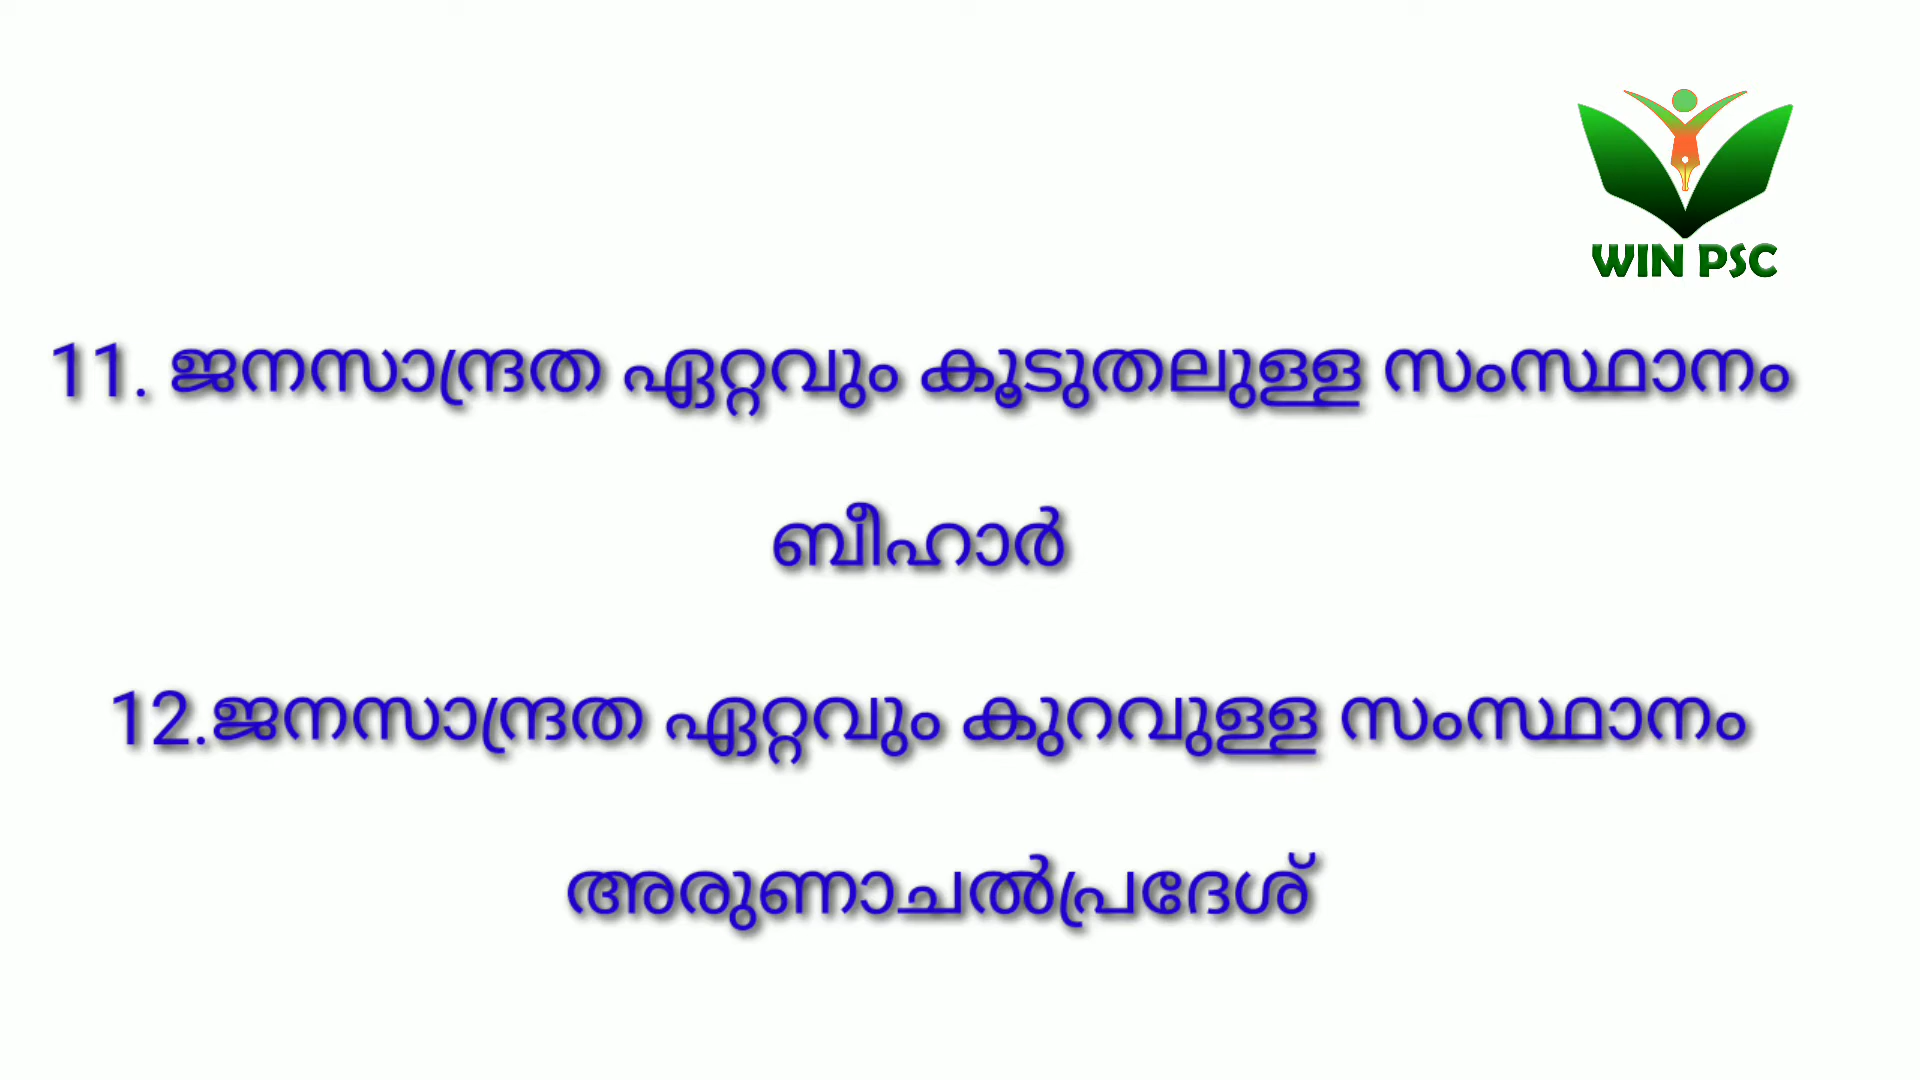 WIN PSC
11. ജനസാന്ദ്രത ഏറ്റവും കൂടുതലുള്ള സംസ്ഥാനം
ബീഹാർ
12.ജനസാന്ദ്രത ഏറ്റവും കുറവുള്ള സംസ്ഥാനം
അരുണാചൽപ്രദേശ്